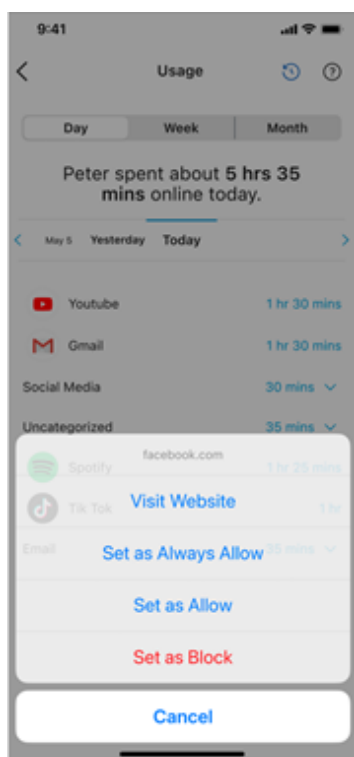 9:41
Usage
Day Week Month
Peter spent about 5 hrs 35
mins online today.
May 5 Yesterday Today
Youtube 1 hr 30 mins
Gmail 1 hr 30 mins
Social Media 30 mins
Uncategorized 35 mins
facebook.com
Spotify 1 hr 25 mins
Visit Website
Tik Tok 1 hr
Set as Always Allow
Email 35 mins
Set as Allow
Set as Block
Cancel